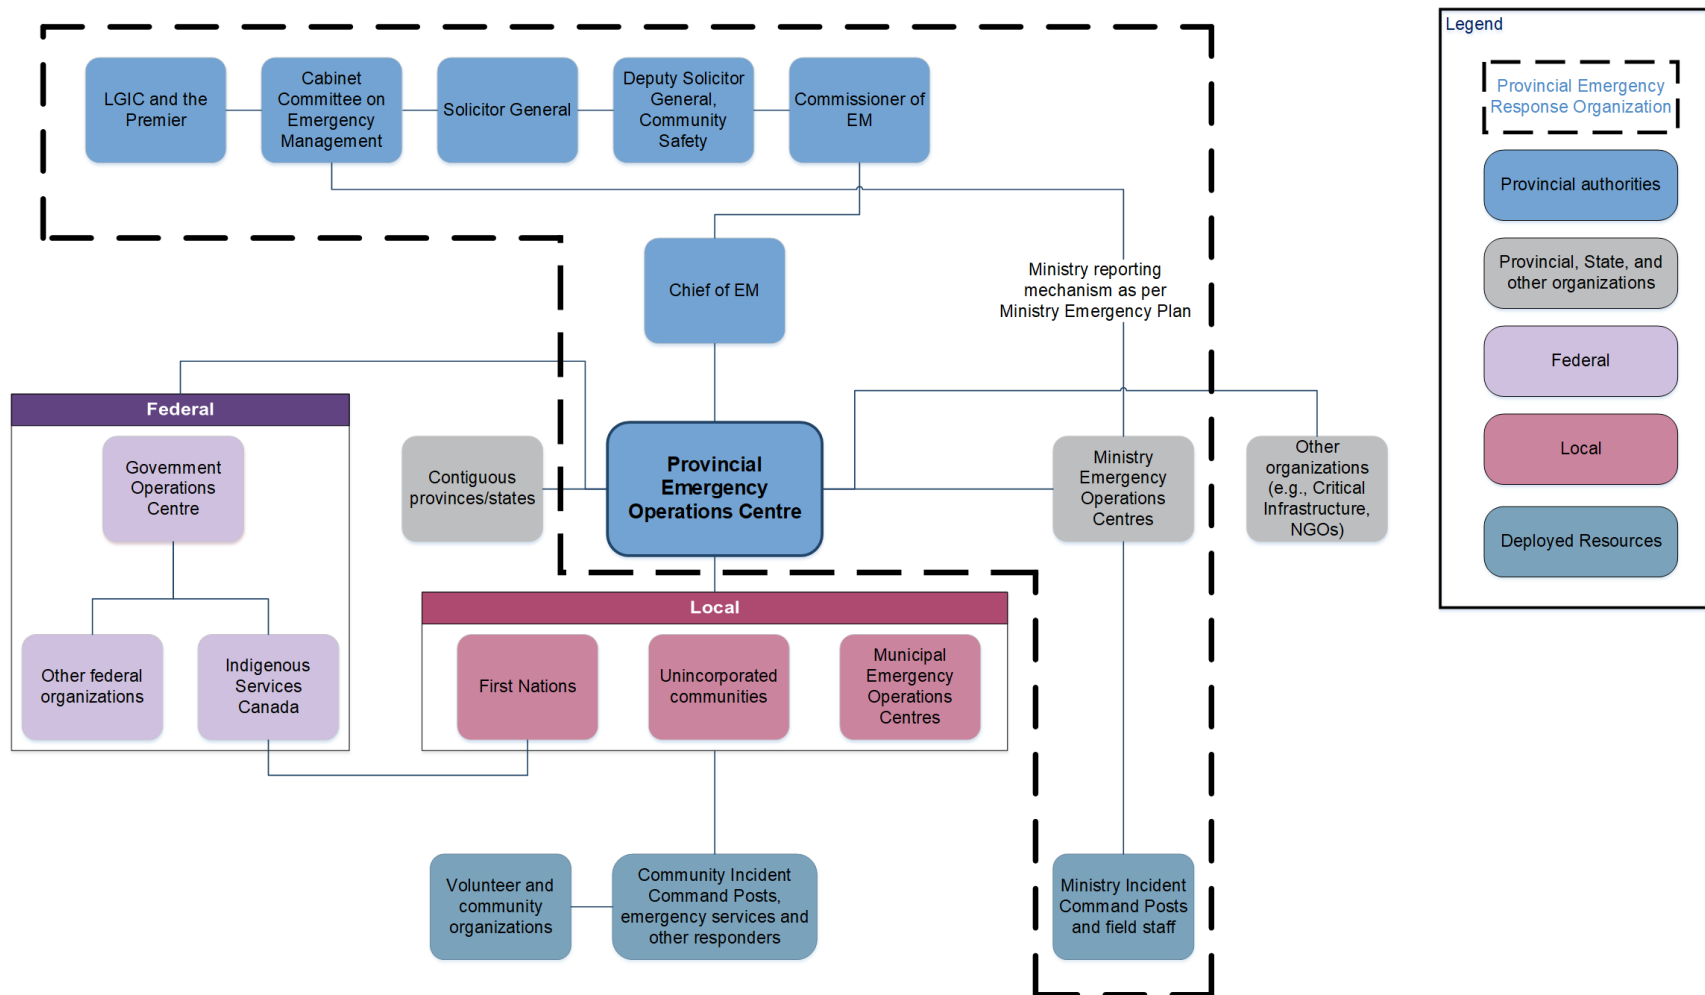 Legend
Provincial Emergency
Response Organization
Provincial authorities
Provincial, State, and
other organizations
Federal
Local
Deployed Resources
LGIC and the
Premier
Cabinet
Committee on
Emergency
Management
Solicitor General
Deputy Solicitor
General,
Community
Safety
Commissioner of
EM
Chief of EM
Ministry reporting
mechanism as per
Ministry Emergency Plan
Federal
Government
Operations
Centre
Other federal
organizations
Indigenous
Services
Canada
Contiguous
provinces/states
Provincial
Emergency
Operations Centre
Ministry
Emergency
Operations
Centres
Other
organizations
(e.g., Critical
Infrastructure,
NGOs)
Local
First Nations
Unincorporated
communities
Municipal
Emergency
Operations
Centres
Volunteer and
community
organizations
Community Incident
Command Posts,
emergency services and
other responders
Ministry Incident
Command Posts
and field staff